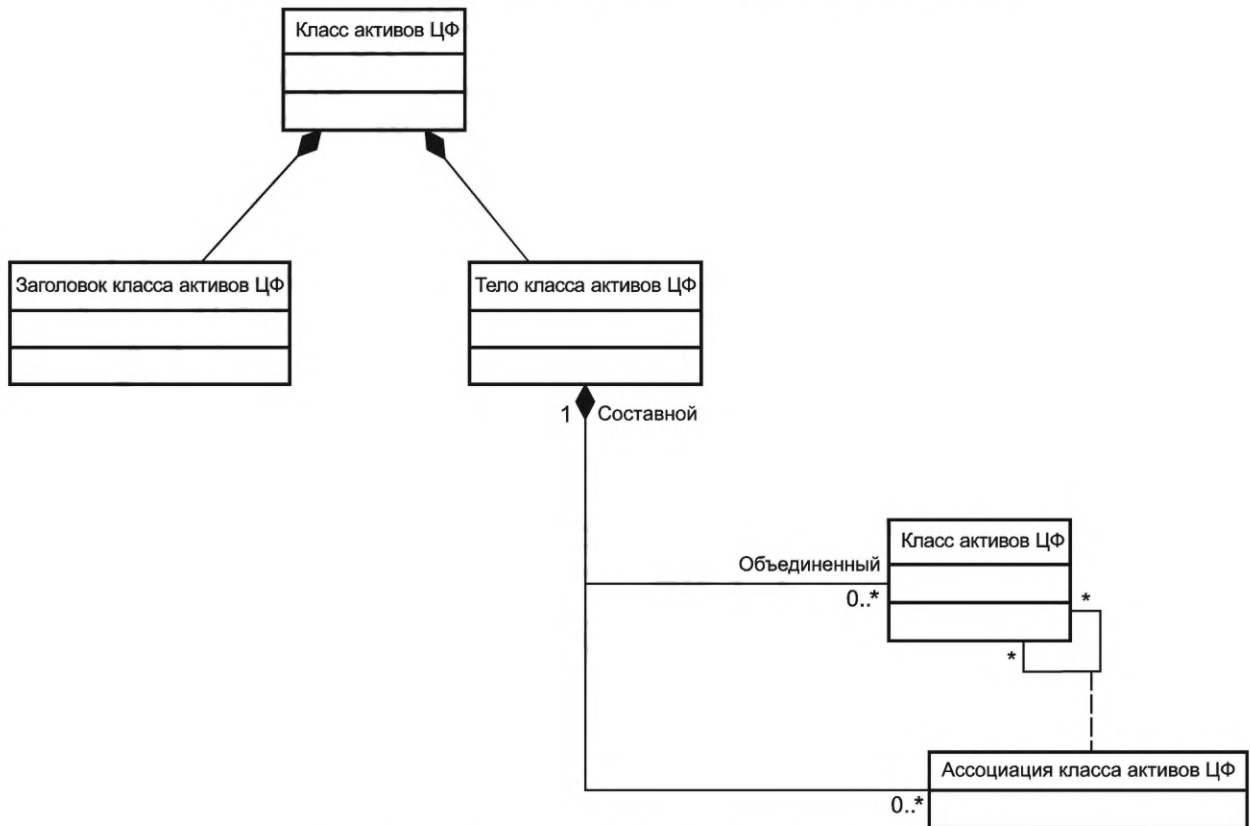 Класс активов ЦФ
Заголовок класса активов ЦФ
Тело класса активов ЦФ
1
Составной
Класс активов ЦФ
Объединенный
0..*
*
*
Ассоциация класса активов ЦФ
0..*